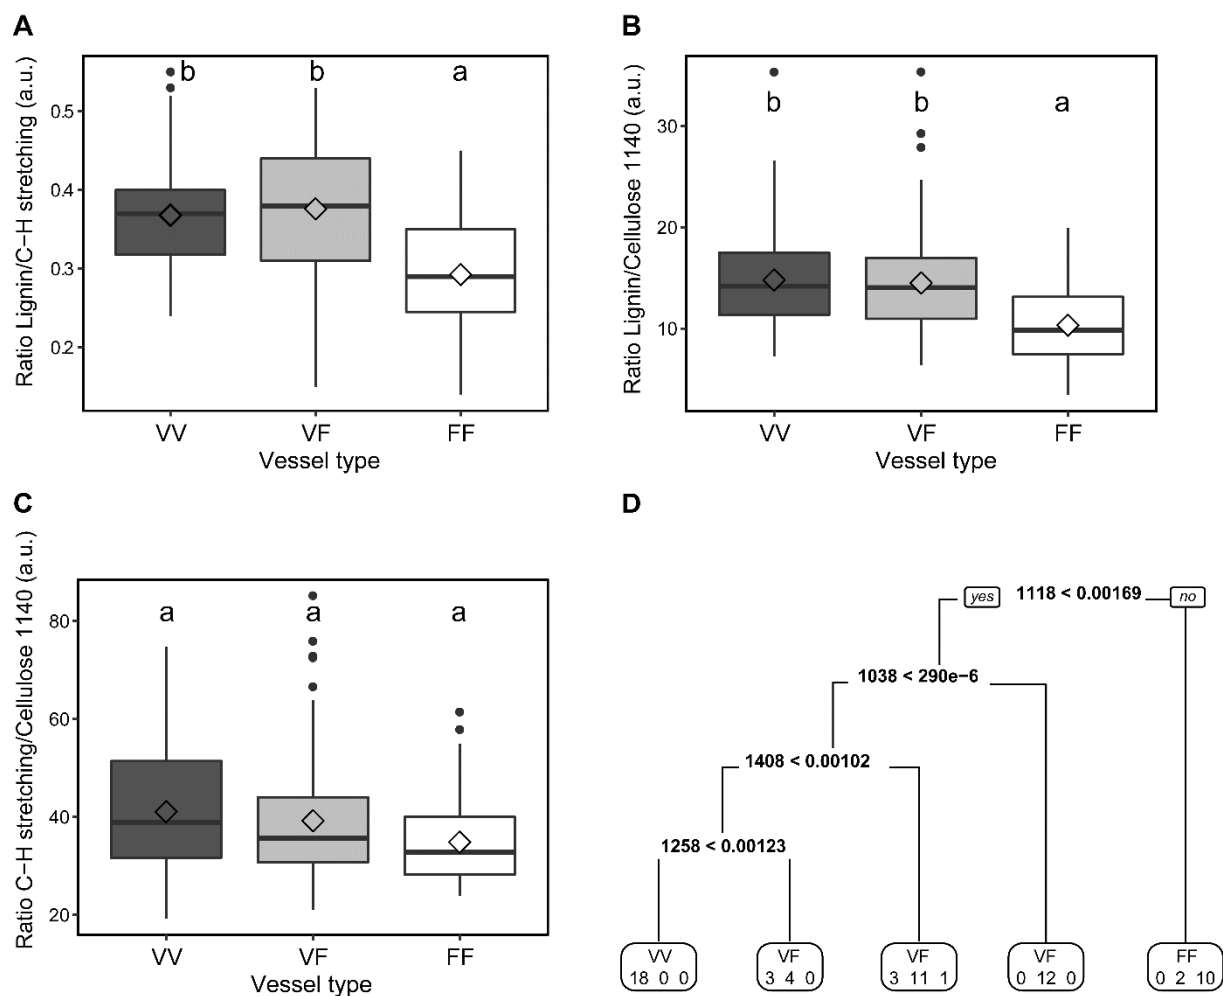 A
Ratio Lignin/C−H stretching (a.u.)
0.5
0.4
0.3
0.2
b b a
VV VF FF
Vessel type
B
Ratio Lignin/Cellulose 1140 (a.u.)
30
20
10
b b a
VV VF FF
Vessel type
C
Ratio C−H stretching/Cellulose 1140 (a.u.)
80
60
40
20
a a a
VV VF FF
Vessel type
D
yes 1118 < 0.00169 no
1038 < 290e−6
1408 < 0.00102
1258 < 0.00123
VV VF VF VF FF
18 0 0 3 4 0 3 11 1 0 12 0 0 2 10